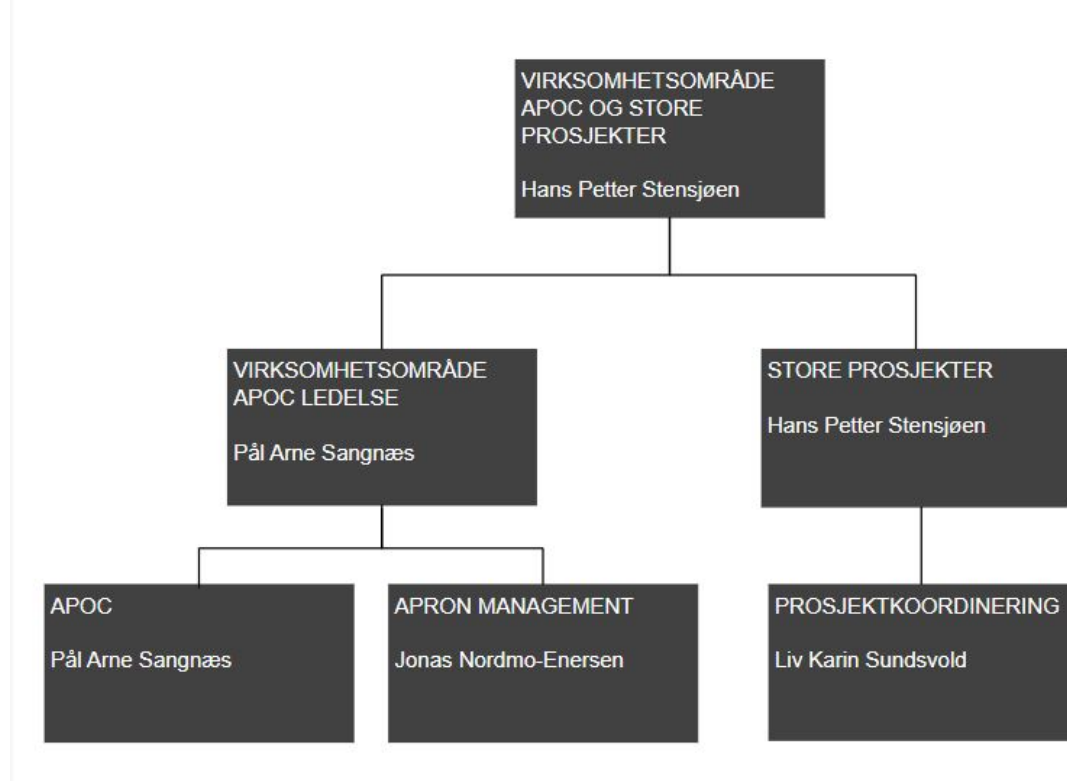 VIRKSOMHETSOMRÅDE
APOC OG STORE
PROSJEKTER
Hans Petter Stensjøen
VIRKSOMHETSOMRÅDE
APOC LEDELSE
Pål Arne Sangnæs
STORE PROSJEKTER
Hans Petter Stensjøen
APOC
Pål Arne Sangnæs
APRON MANAGEMENT
Jonas Nordmo-Enersen
PROSJEKTKOORDINERING
Liv Karin Sundsvold